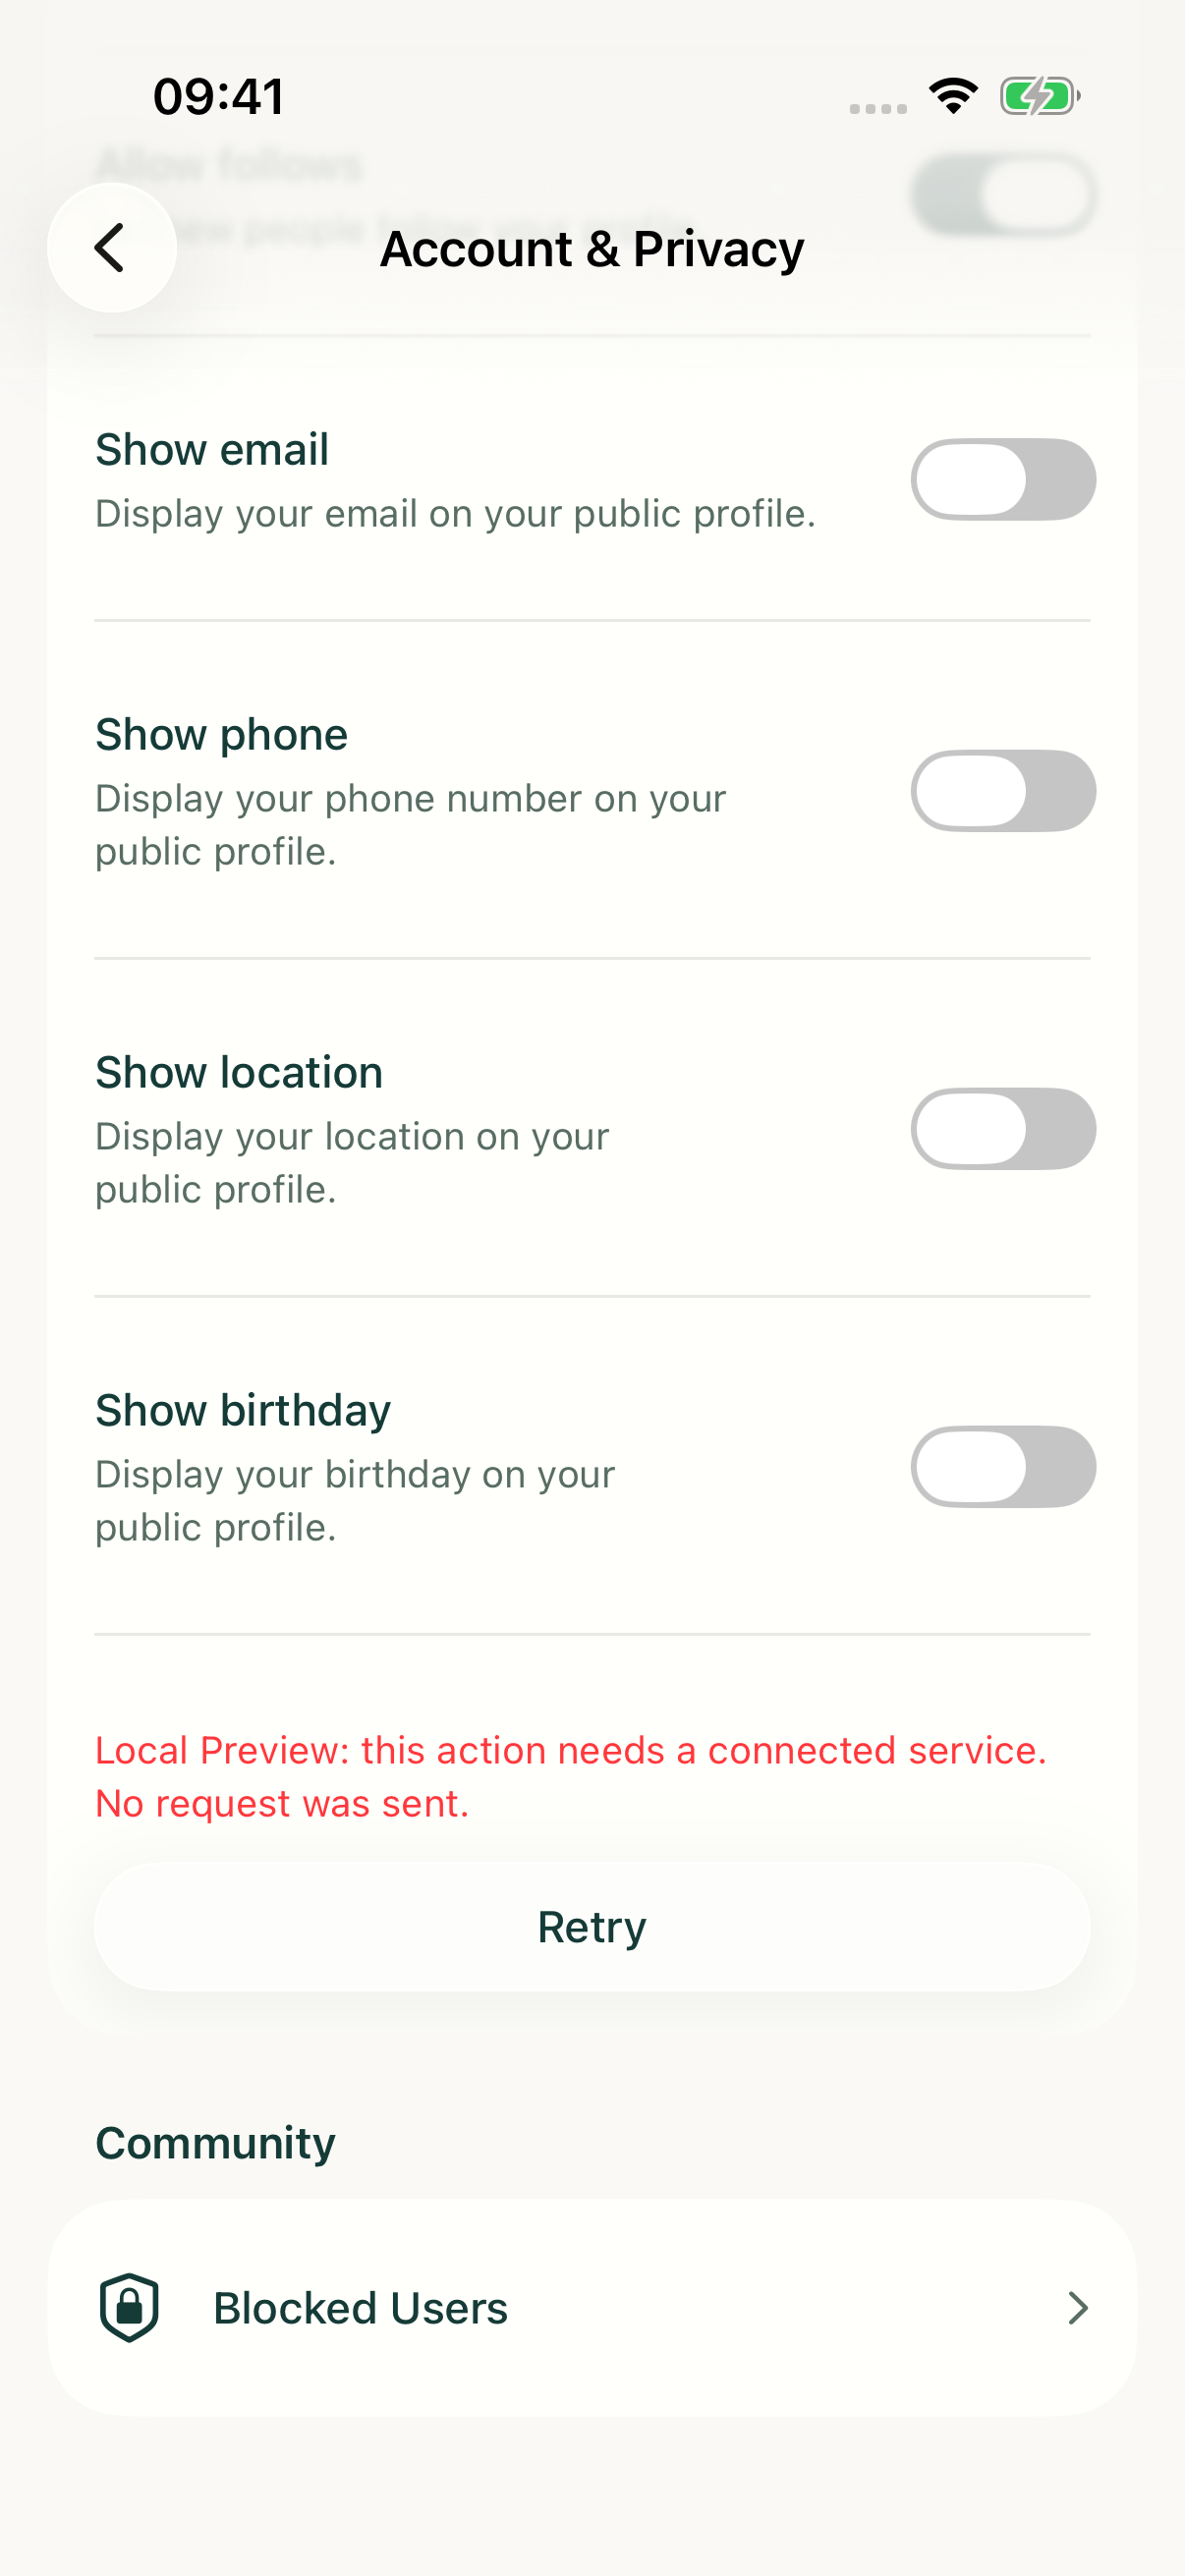 09:41
Allow follows
Account & Privacy
Show email
Display your email on your public profile.
Show phone
Display your phone number on your
public profile.
Show location
Display your location on your
public profile.
Show birthday
Display your birthday on your
public profile.
Local Preview: this action needs a connected service.
No request was sent.
Retry
Community
Blocked Users